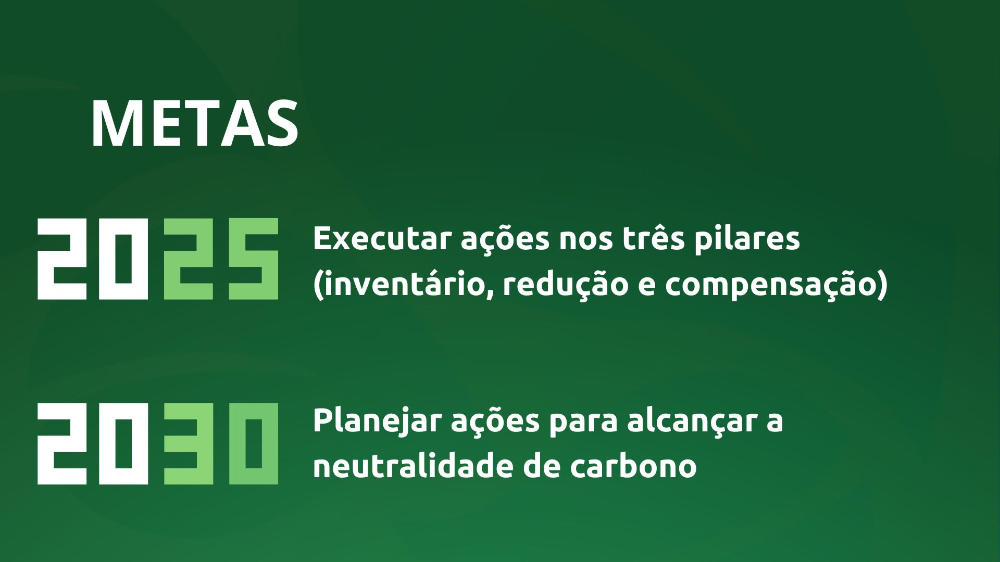 METAS
2025
Executar ações nos três pilares
(inventário, redução e compensação)
2030
Planejar ações para alcançar a
neutralidade de carbono